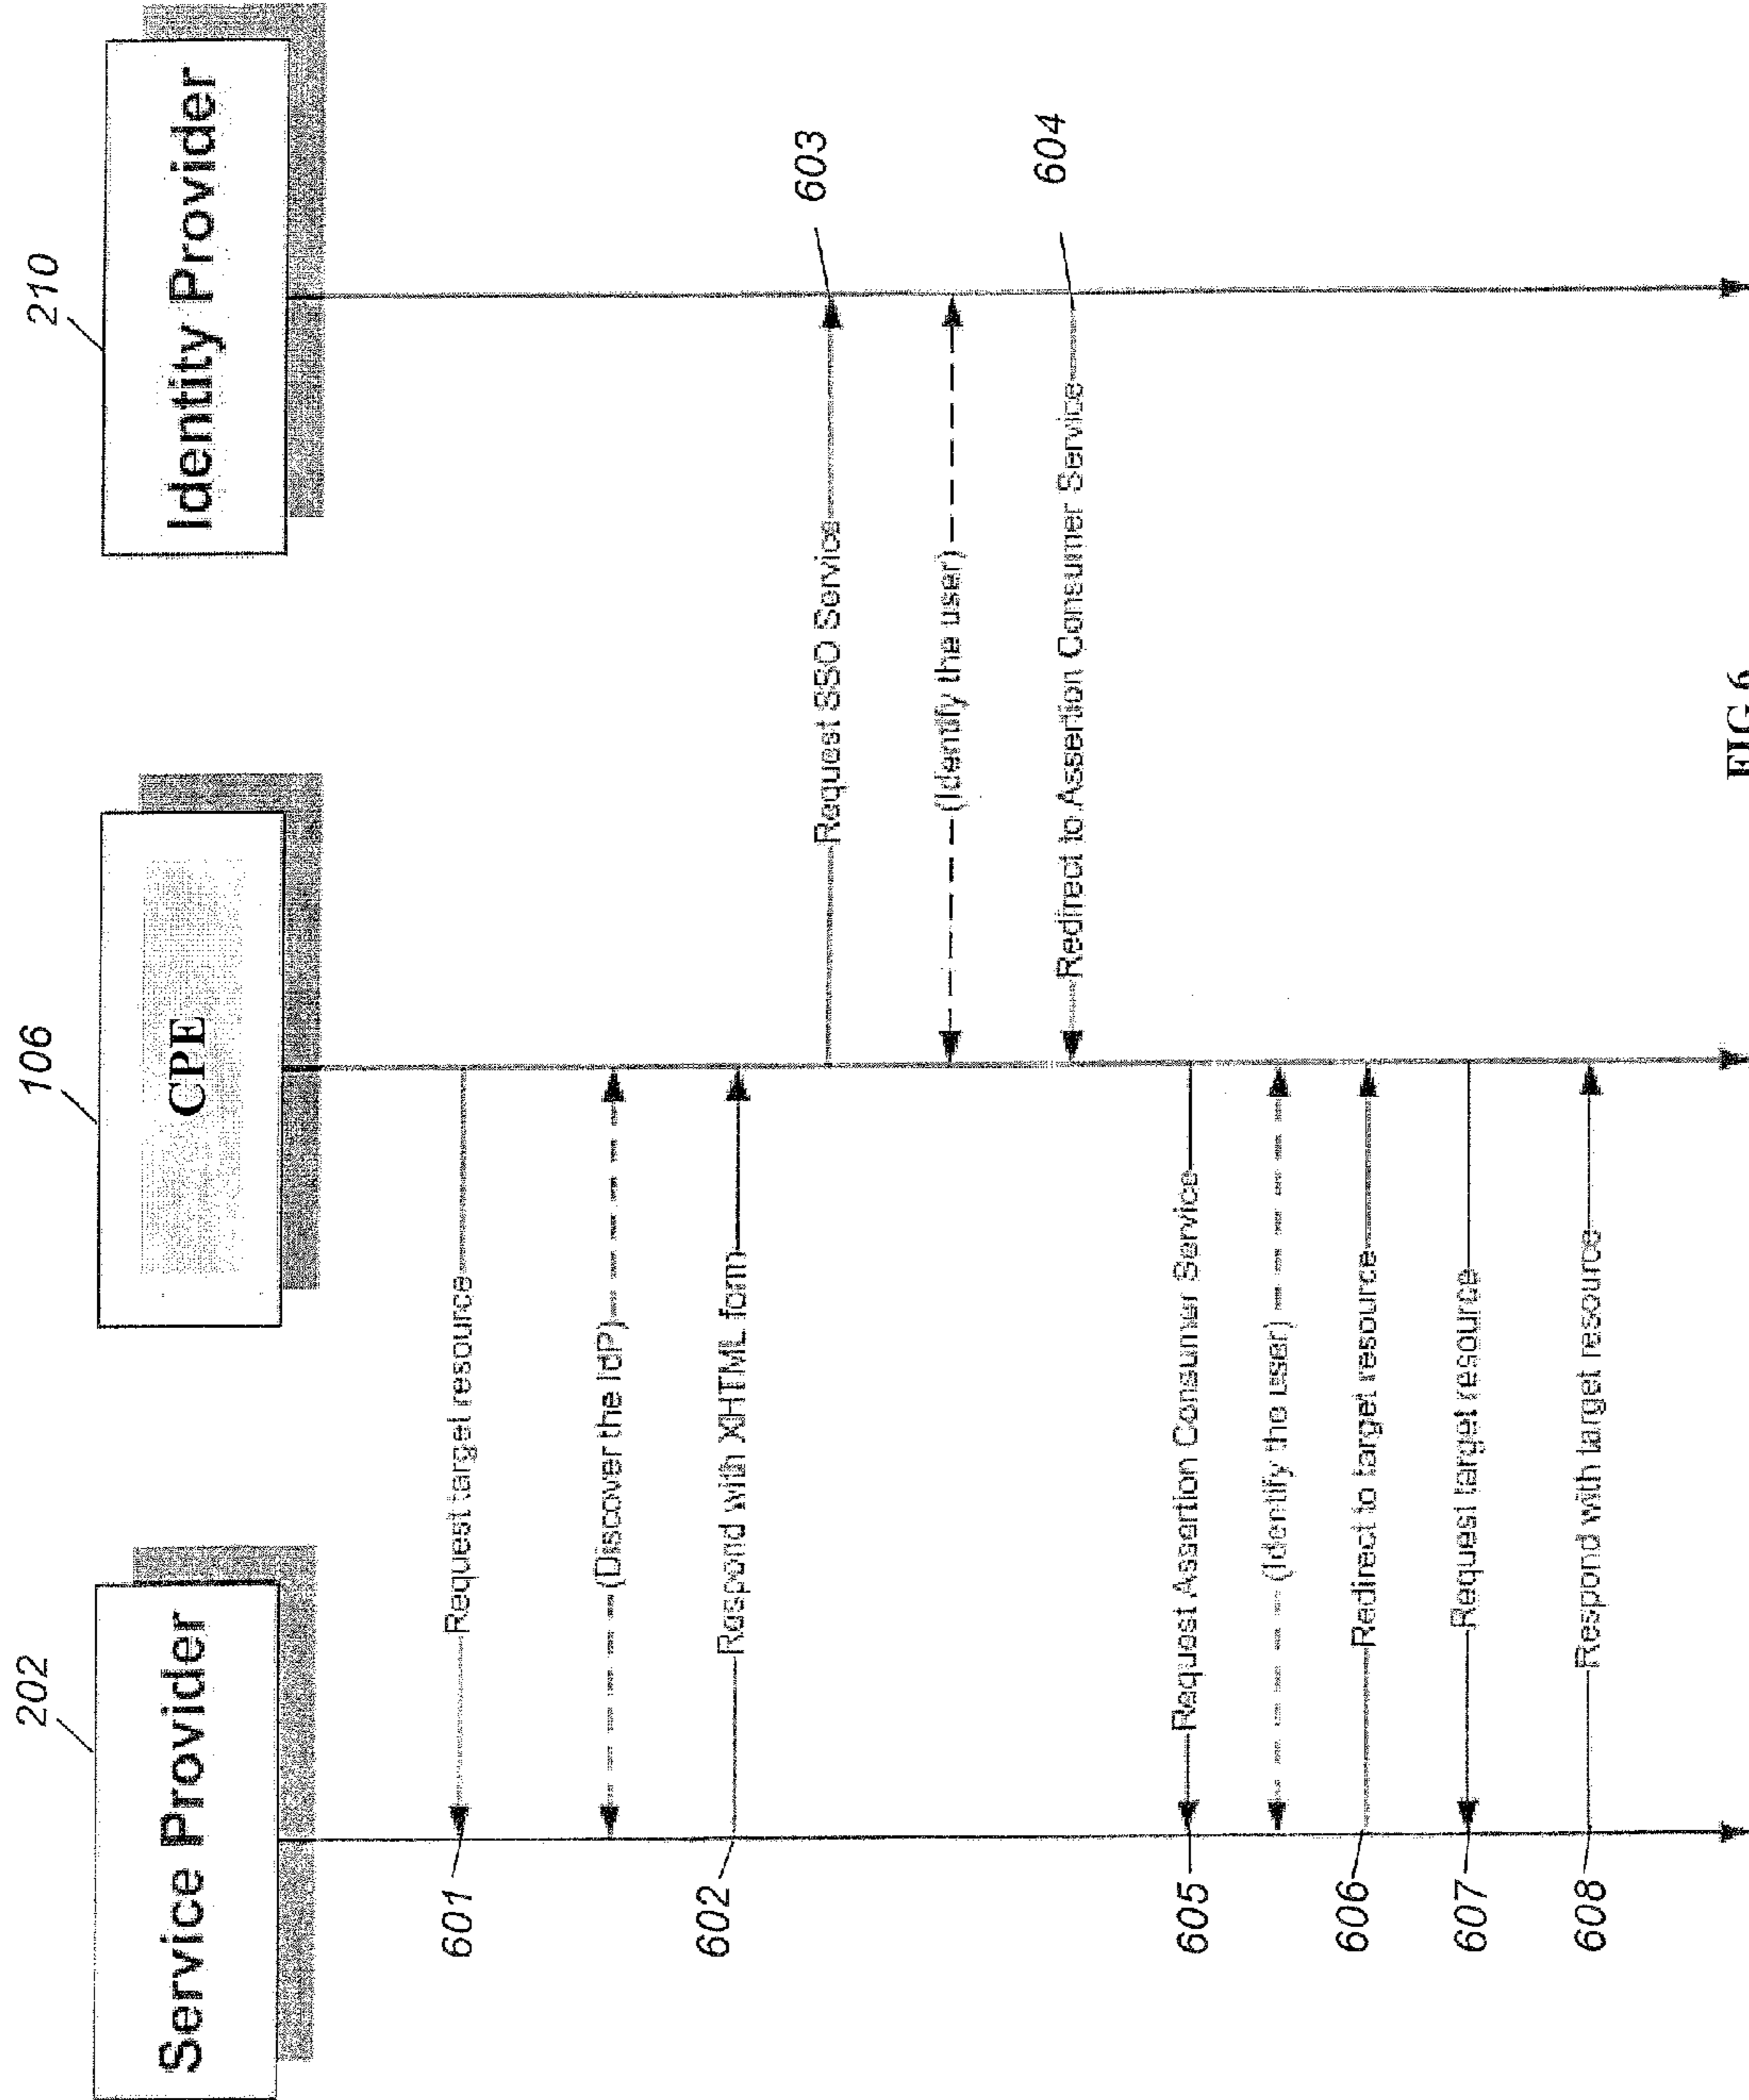 202
106
210
Service Provider
CPE
Identity Provider
601
Request target resource
(Discover the IdP)
602
Respond with XHTML form
Request SSO Service
603
(Identify the user)
Redirect to Assertion Consumer Service
604
605
Request Assertion Consumer Service
(Identify the user)
606
Redirect to target resource
607
Request target resource
608
Respond with target resource
FIG 6